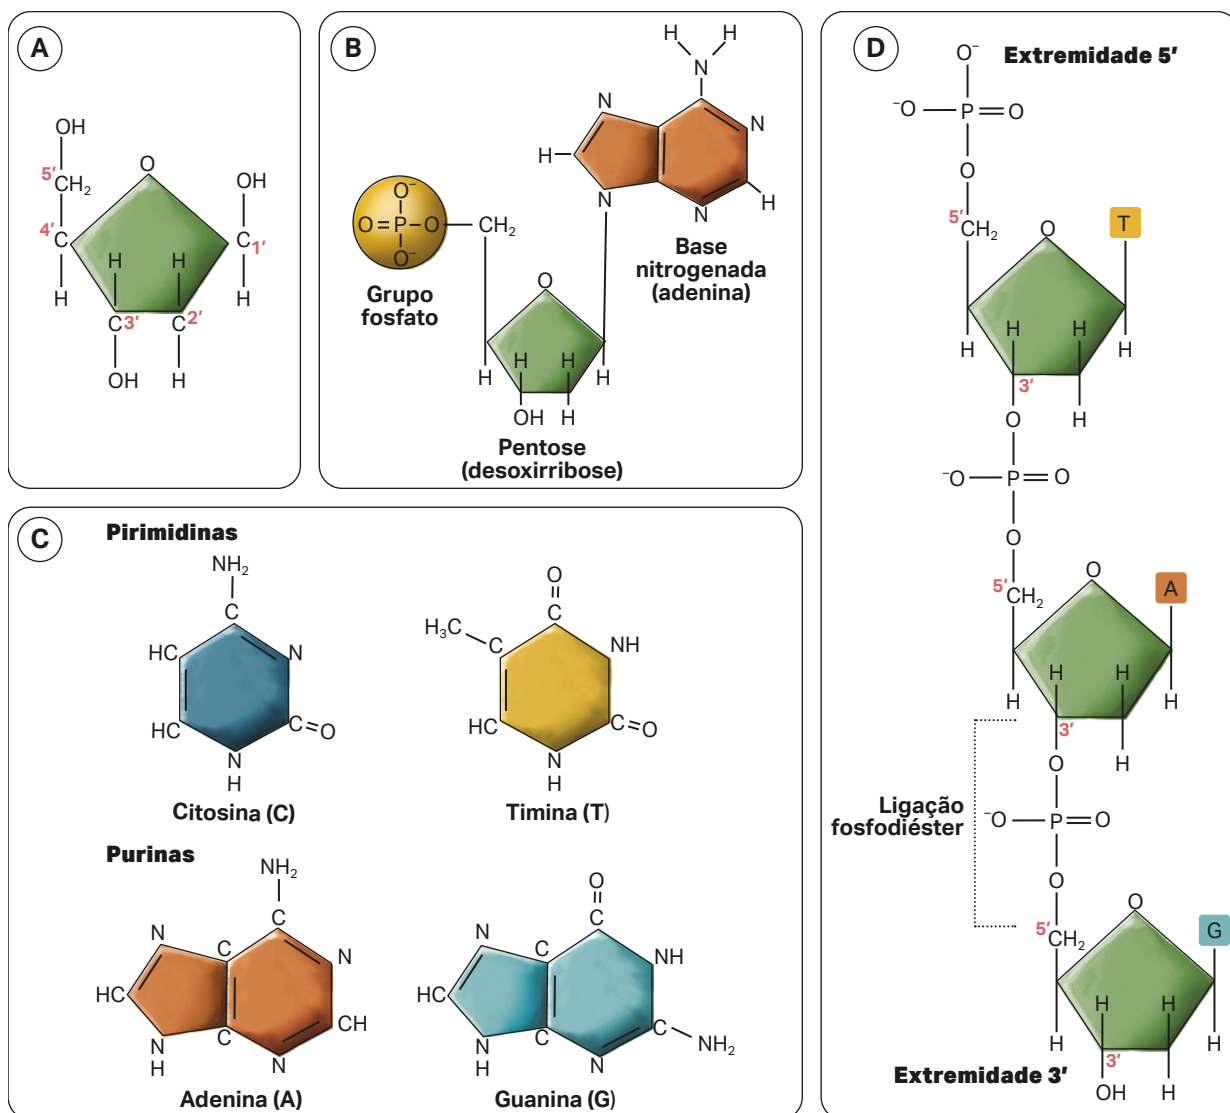 A
OH
5′
CH₂
O
OH
4′
C
C
1′
H
H
H
H
C
3′
C
2′
OH
H
B
H
H
N
N
N
H
H
N
N
O⁻
O=P–O
O⁻
CH₂
Grupo
fosfato
Base
nitrogenada
(adenina)
O
H
H
H
H
OH
H
Pentose
(desoxirribose)
C
Pirimidinas
NH₂
C
HC
N
HC
C=O
N
H
Citosina (C)
O
H₃C
C
C
NH
HC
C=O
N
H
Timina (T)
Purinas
NH₂
N
C
C
N
HC
CH
N
H
C
N
Adenina (A)
O
C
N
C
NH
HC
C
NH₂
N
H
C
N
Guanina (G)
D
Extremidade 5′
O⁻
⁻O
P
O
O
5′
CH₂
O
T
H
H
H
H
3′
O
H
⁻O
P
O
O
5′
CH₂
O
A
H
H
H
H
3′
O
H
Ligação
fosfodiéster
⁻O
P
O
O
5′
CH₂
O
G
H
H
H
H
3′
Extremidade 3′
OH
H